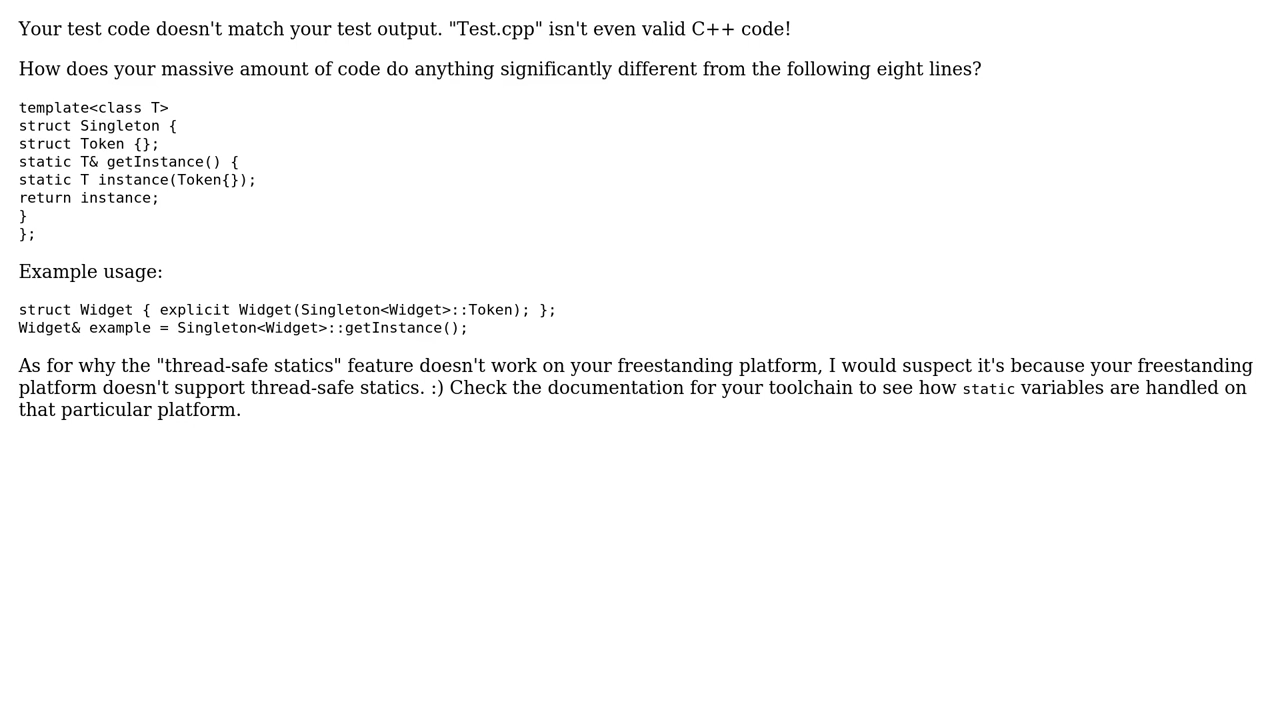 Your test code doesn't match your test output. "Test.cpp" isn't even valid C++ code!
How does your massive amount of code do anything significantly different from the following eight lines?
template<class T>
struct Singleton {
struct Token {};
static T& getInstance() {
static T instance(Token{});
return instance;
}
};
Example usage:
struct Widget { explicit Widget(Singleton<Widget>::Token); };
Widget& example = Singleton<Widget>::getInstance();
As for why the "thread-safe statics" feature doesn't work on your freestanding platform, I would suspect it's because your freestanding
platform doesn't support thread-safe statics. :) Check the documentation for your toolchain to see how static variables are handled on
that particular platform.